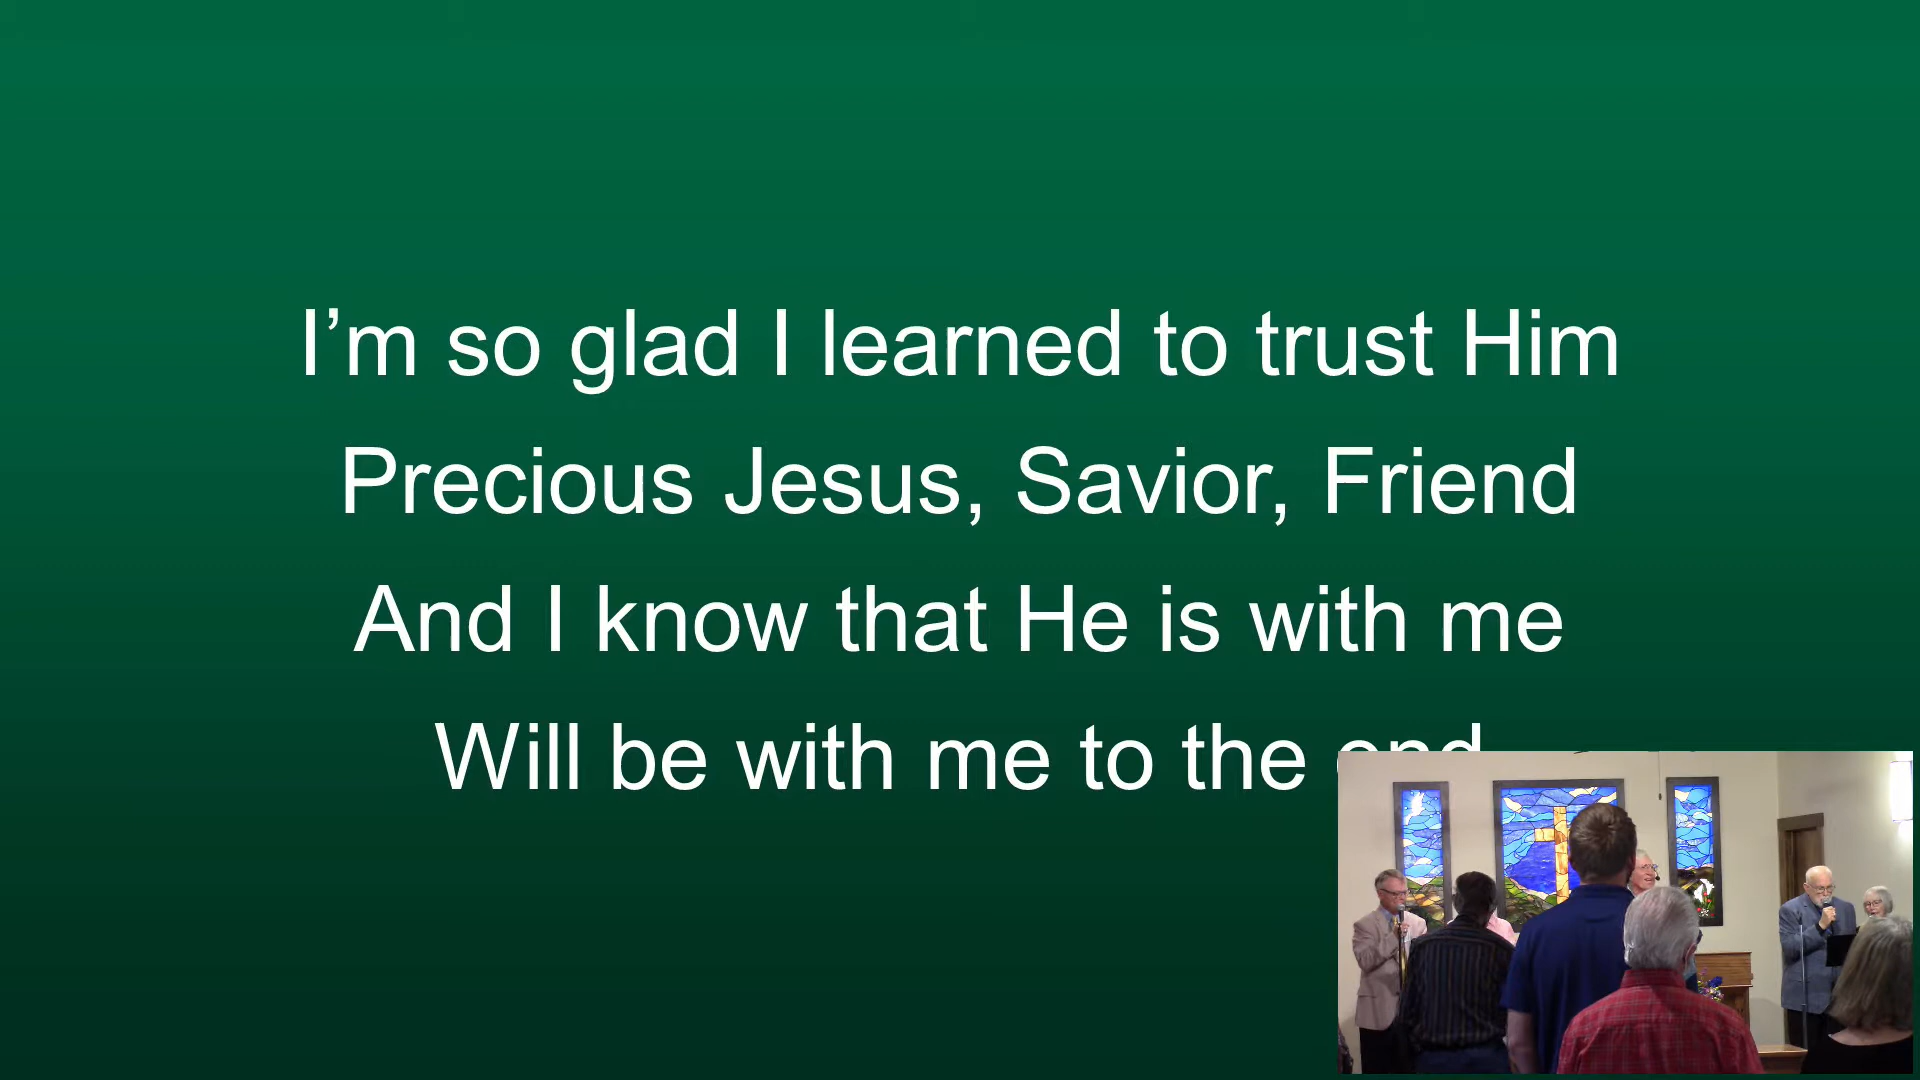 I’m so glad I learned to trust Him
Precious Jesus, Savior, Friend
And I know that He is with me
Will be with me to the end